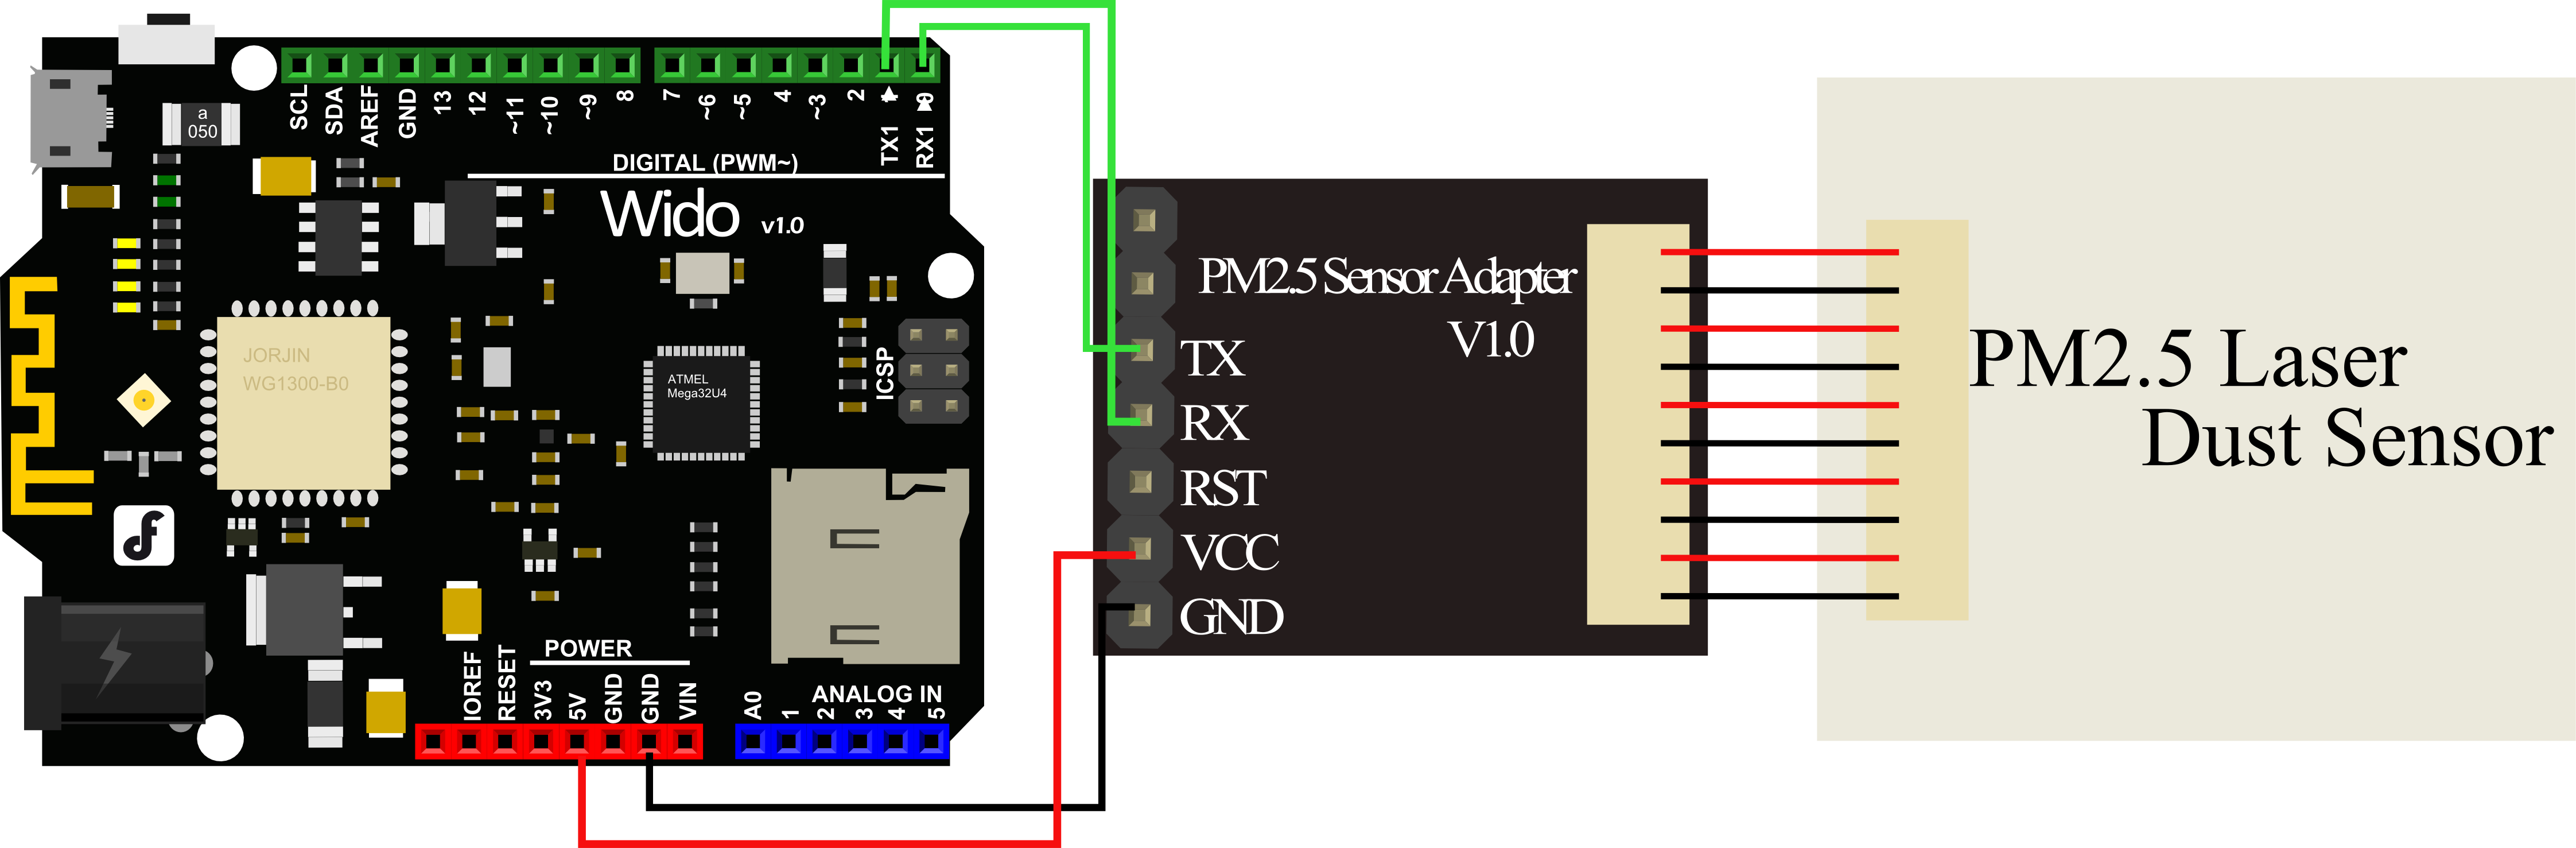 a
050
SCL
SDA
AREF
GND
13
12
~11
~10
~9
8
7
~6
~5
4
~3
2
TX1
RX1
DIGITAL (PWM~)
Wido v1.0
JORJIN
WG1300-B0
ATMEL
Mega32U4
ICSP
POWER
IOREF
RESET
3V3
5V
GND
GND
VIN
ANALOG IN
A0
1
2
3
4
5
PM2.5 Sensor Adapter
V1.0
TX
RX
RST
VCC
GND
PM2.5 Laser
Dust Sensor